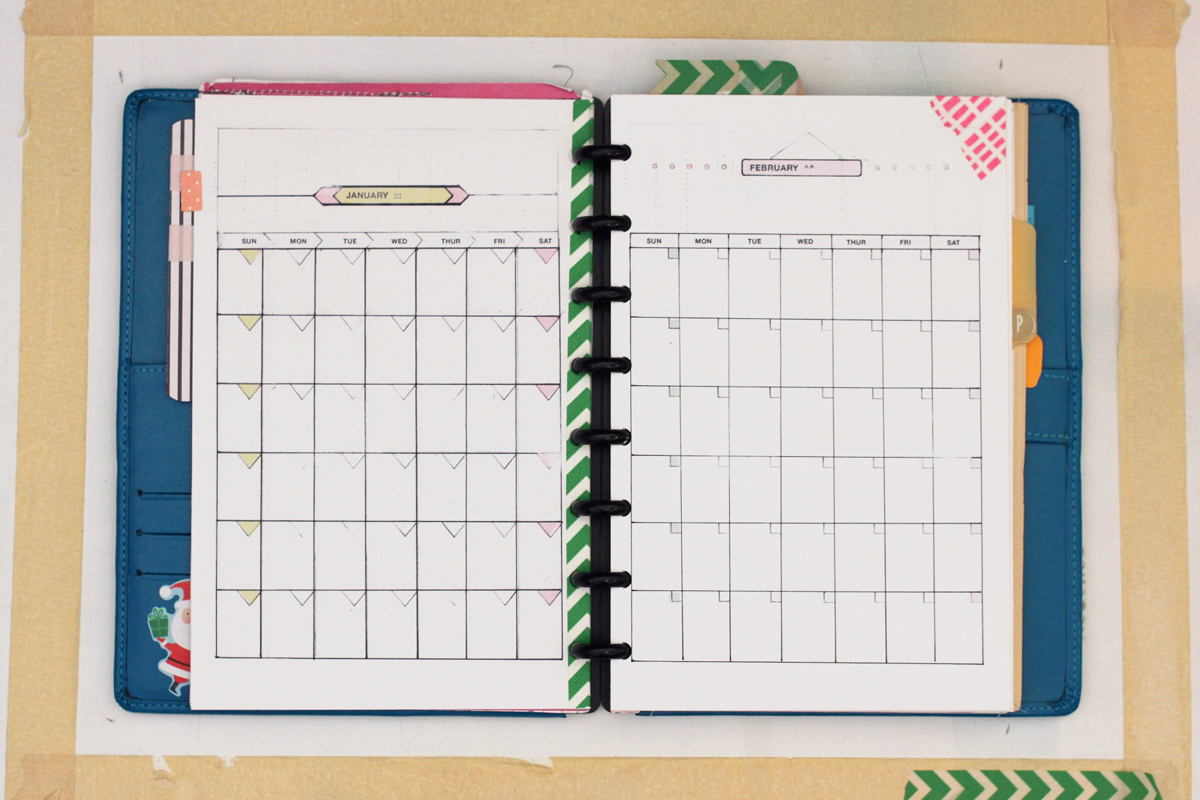 JANUARY :::
SUN MON TUE WED THUR FRI SAT
FEBRUARY ^^
SUN MON TUE WED THUR FRI SAT
P